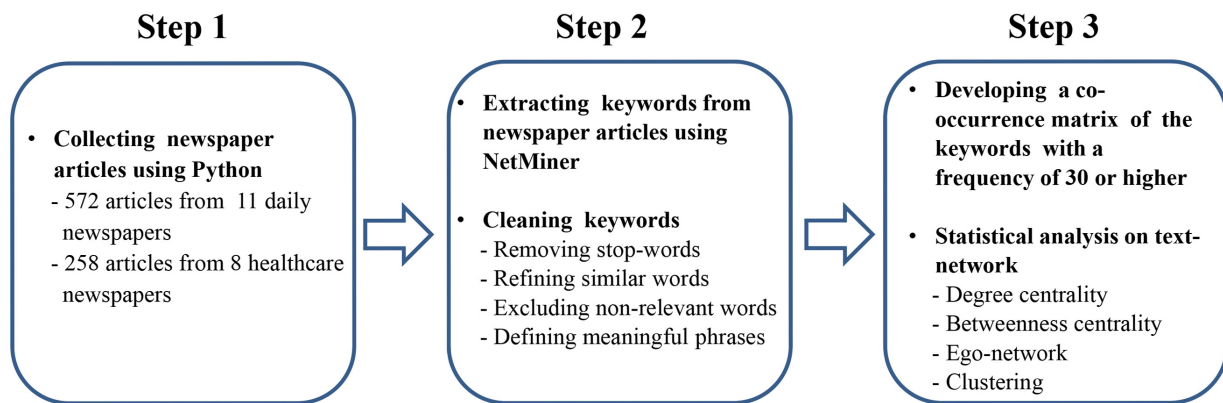 Step 1
• Collecting newspaper
articles using Python
- 572 articles from 11 daily
newspapers
- 258 articles from 8 healthcare
newspapers
Step 2
• Extracting keywords from
newspaper articles using
NetMiner
• Cleaning keywords
- Removing stop-words
- Refining similar words
- Excluding non-relevant words
- Defining meaningful phrases
Step 3
• Developing a co-
occurrence matrix of the
keywords with a
frequency of 30 or higher
• Statistical analysis on text-
network
- Degree centrality
- Betweenness centrality
- Ego-network
- Clustering